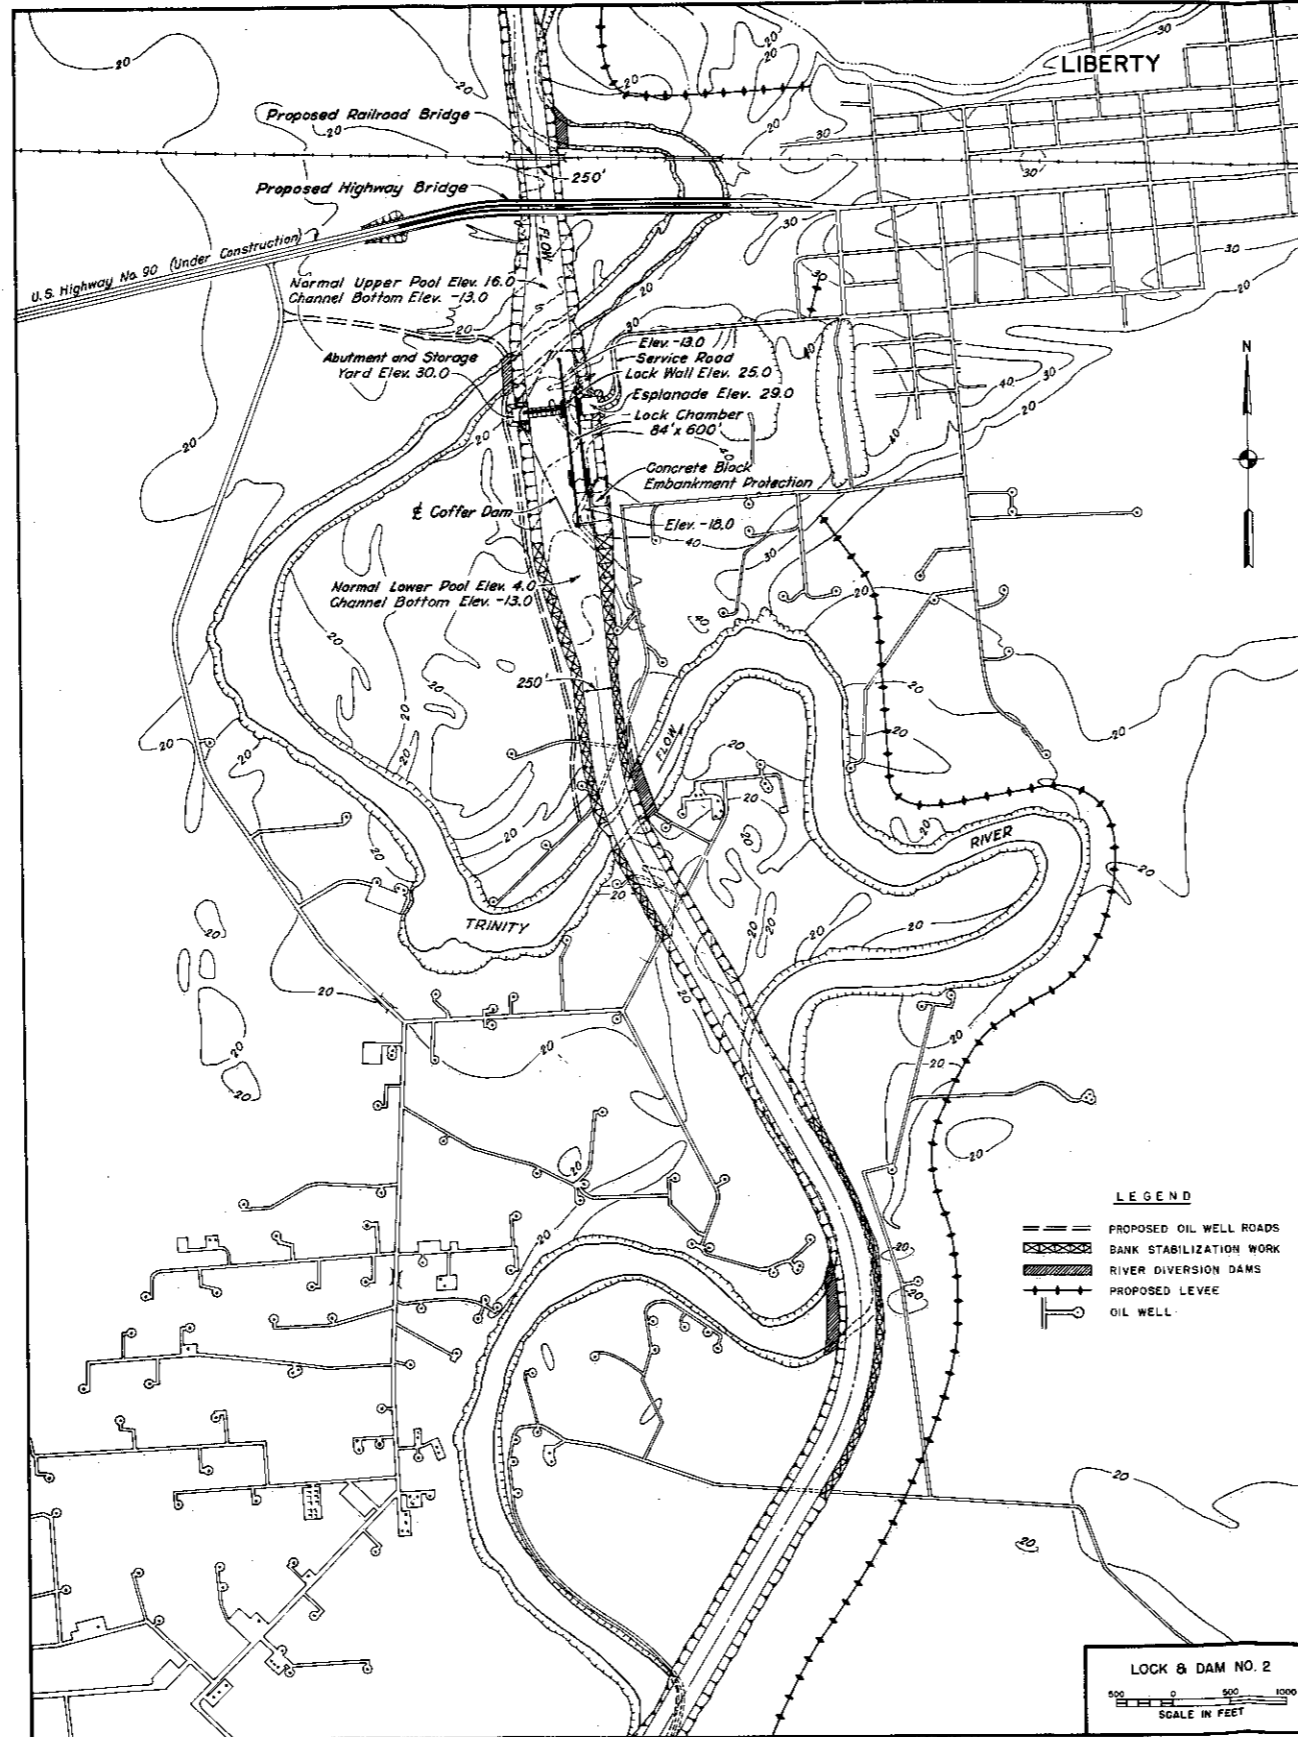 LIBERTY
Proposed Railroad Bridge
250'
Proposed Highway Bridge
FLOW
U.S. Highway No. 90 (Under Construction)
Normal Upper Pool Elev. 16.0
Channel Bottom Elev. -13.0
Abutment and Storage
Yard Elev. 30.0
Elev. -13.0
Service Road
Lock Wall Elev. 25.0
Esplanade Elev. 29.0
Lock Chamber
84' x 600'
Concrete Block
Embankment Protection
℄ Coffer Dam
Elev. -18.0
N
Normal Lower Pool Elev. 4.0
Channel Bottom Elev. -13.0
250'
FLOW
RIVER
TRINITY
LEGEND
PROPOSED OIL WELL ROADS
BANK STABILIZATION WORK
RIVER DIVERSION DAMS
PROPOSED LEVEE
OIL WELL
LOCK & DAM NO. 2
500 0 500 1000
SCALE IN FEET